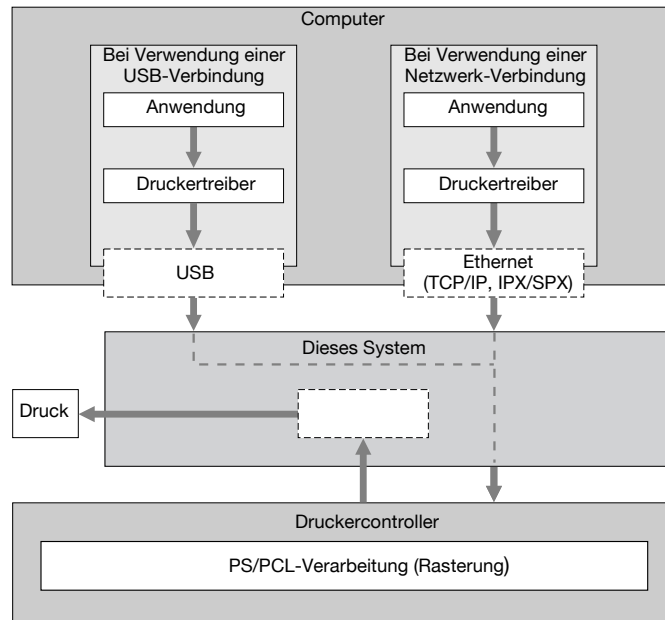 Computer
Bei Verwendung einer
USB-Verbindung
Anwendung
Druckertreiber
USB
Bei Verwendung einer
Netzwerk-Verbindung
Anwendung
Druckertreiber
Ethernet
(TCP/IP, IPX/SPX)
Dieses System
Druck
Druckercontroller
PS/PCL-Verarbeitung (Rasterung)